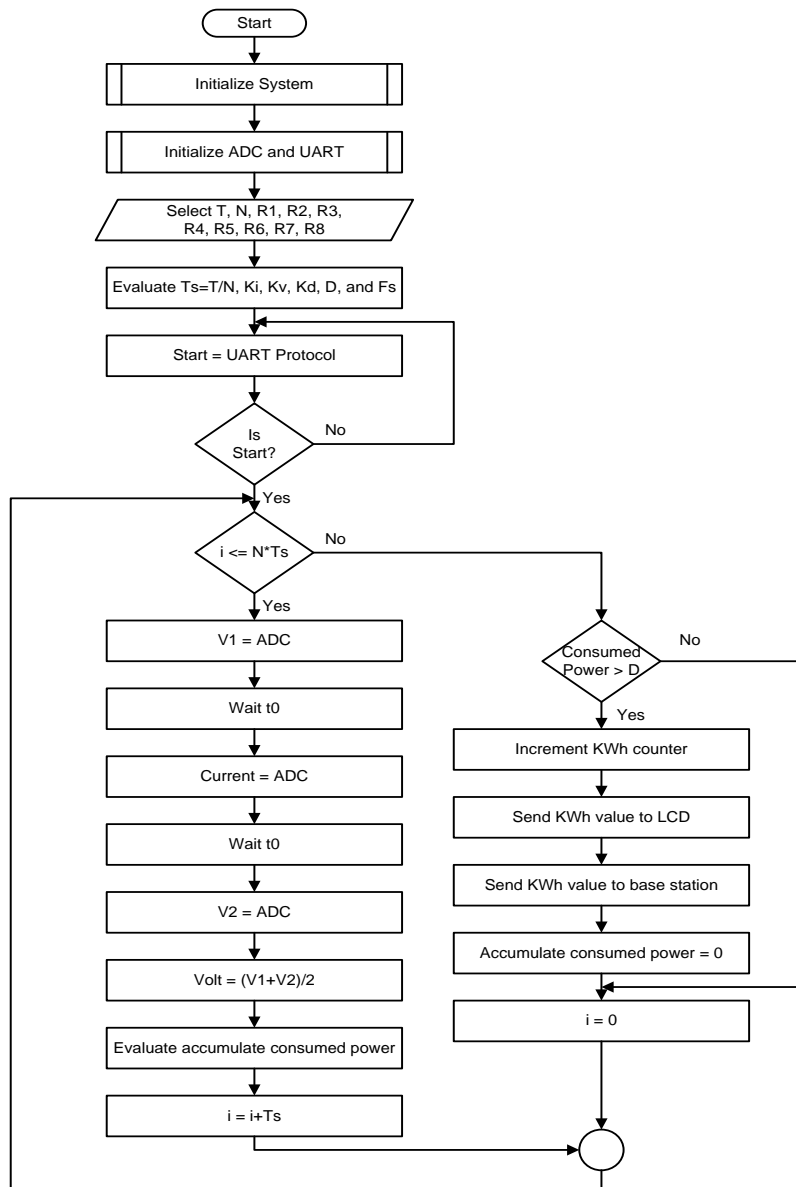 Start
Initialize System
Initialize ADC and UART
Select T, N, R1, R2, R3,
R4, R5, R6, R7, R8
Evaluate Ts=T/N, Ki, Kv, Kd, D, and Fs
Start = UART Protocol
Is
Start?
No
Yes
i <= N*Ts
No
Yes
V1 = ADC
Wait t0
Current = ADC
Wait t0
V2 = ADC
Volt = (V1+V2)/2
Evaluate accumulate consumed power
i = i+Ts
Consumed
Power > D
No
Yes
Increment KWh counter
Send KWh value to LCD
Send KWh value to base station
Accumulate consumed power = 0
i = 0